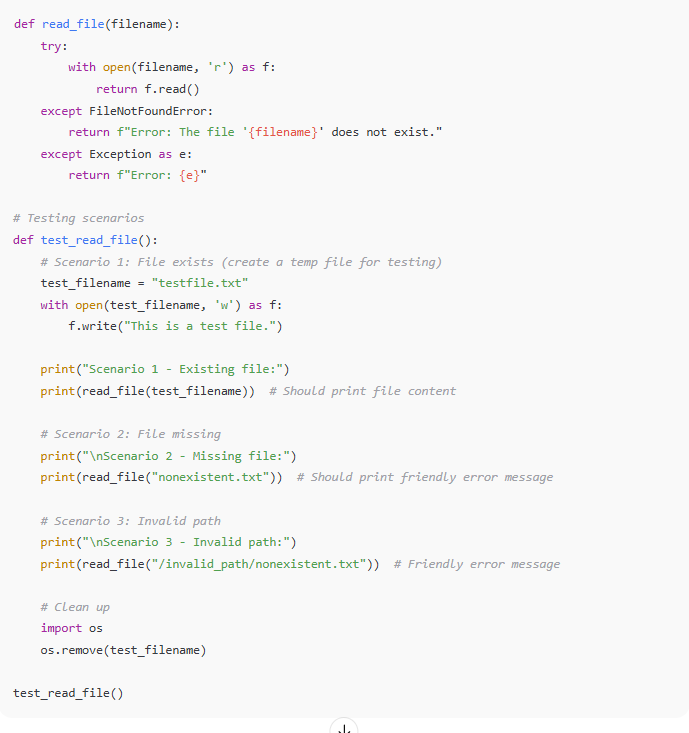 def read_file(filename):
    try:
        with open(filename, 'r') as f:
            return f.read()
    except FileNotFoundError:
        return f"Error: The file '{filename}' does not exist."
    except Exception as e:
        return f"Error: {e}"

# Testing scenarios
def test_read_file():
    # Scenario 1: File exists (create a temp file for testing)
    test_filename = "testfile.txt"
    with open(test_filename, 'w') as f:
        f.write("This is a test file.")

    print("Scenario 1 - Existing file:")
    print(read_file(test_filename))  # Should print file content

    # Scenario 2: File missing
    print("\nScenario 2 - Missing file:")
    print(read_file("nonexistent.txt"))  # Should print friendly error message

    # Scenario 3: Invalid path
    print("\nScenario 3 - Invalid path:")
    print(read_file("/invalid_path/nonexistent.txt"))  # Friendly error message

    # Clean up
    import os
    os.remove(test_filename)

test_read_file()